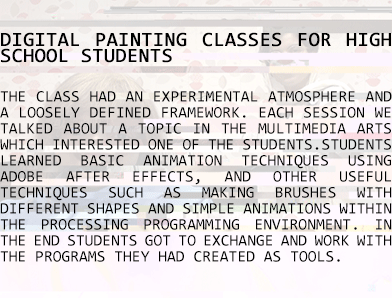 DIGITAL PAINTING CLASSES FOR HIGH
SCHOOL STUDENTS
THE CLASS HAD AN EXPERIMENTAL ATMOSPHERE AND
A LOOSELY DEFINED FRAMEWORK. EACH SESSION WE
TALKED ABOUT A TOPIC IN THE MULTIMEDIA ARTS
WHICH INTERESTED ONE OF THE STUDENTS.STUDENTS
LEARNED BASIC ANIMATION TECHNIQUES USING
ADOBE AFTER EFFECTS, AND OTHER USEFUL
TECHNIQUES SUCH AS MAKING BRUSHES WITH
DIFFERENT SHAPES AND SIMPLE ANIMATIONS WITHIN
THE PROCESSING PROGRAMMING ENVIRONMENT. IN
THE END STUDENTS GOT TO EXCHANGE AND WORK WITH
THE PROGRAMS THEY HAD CREATED AS TOOLS.